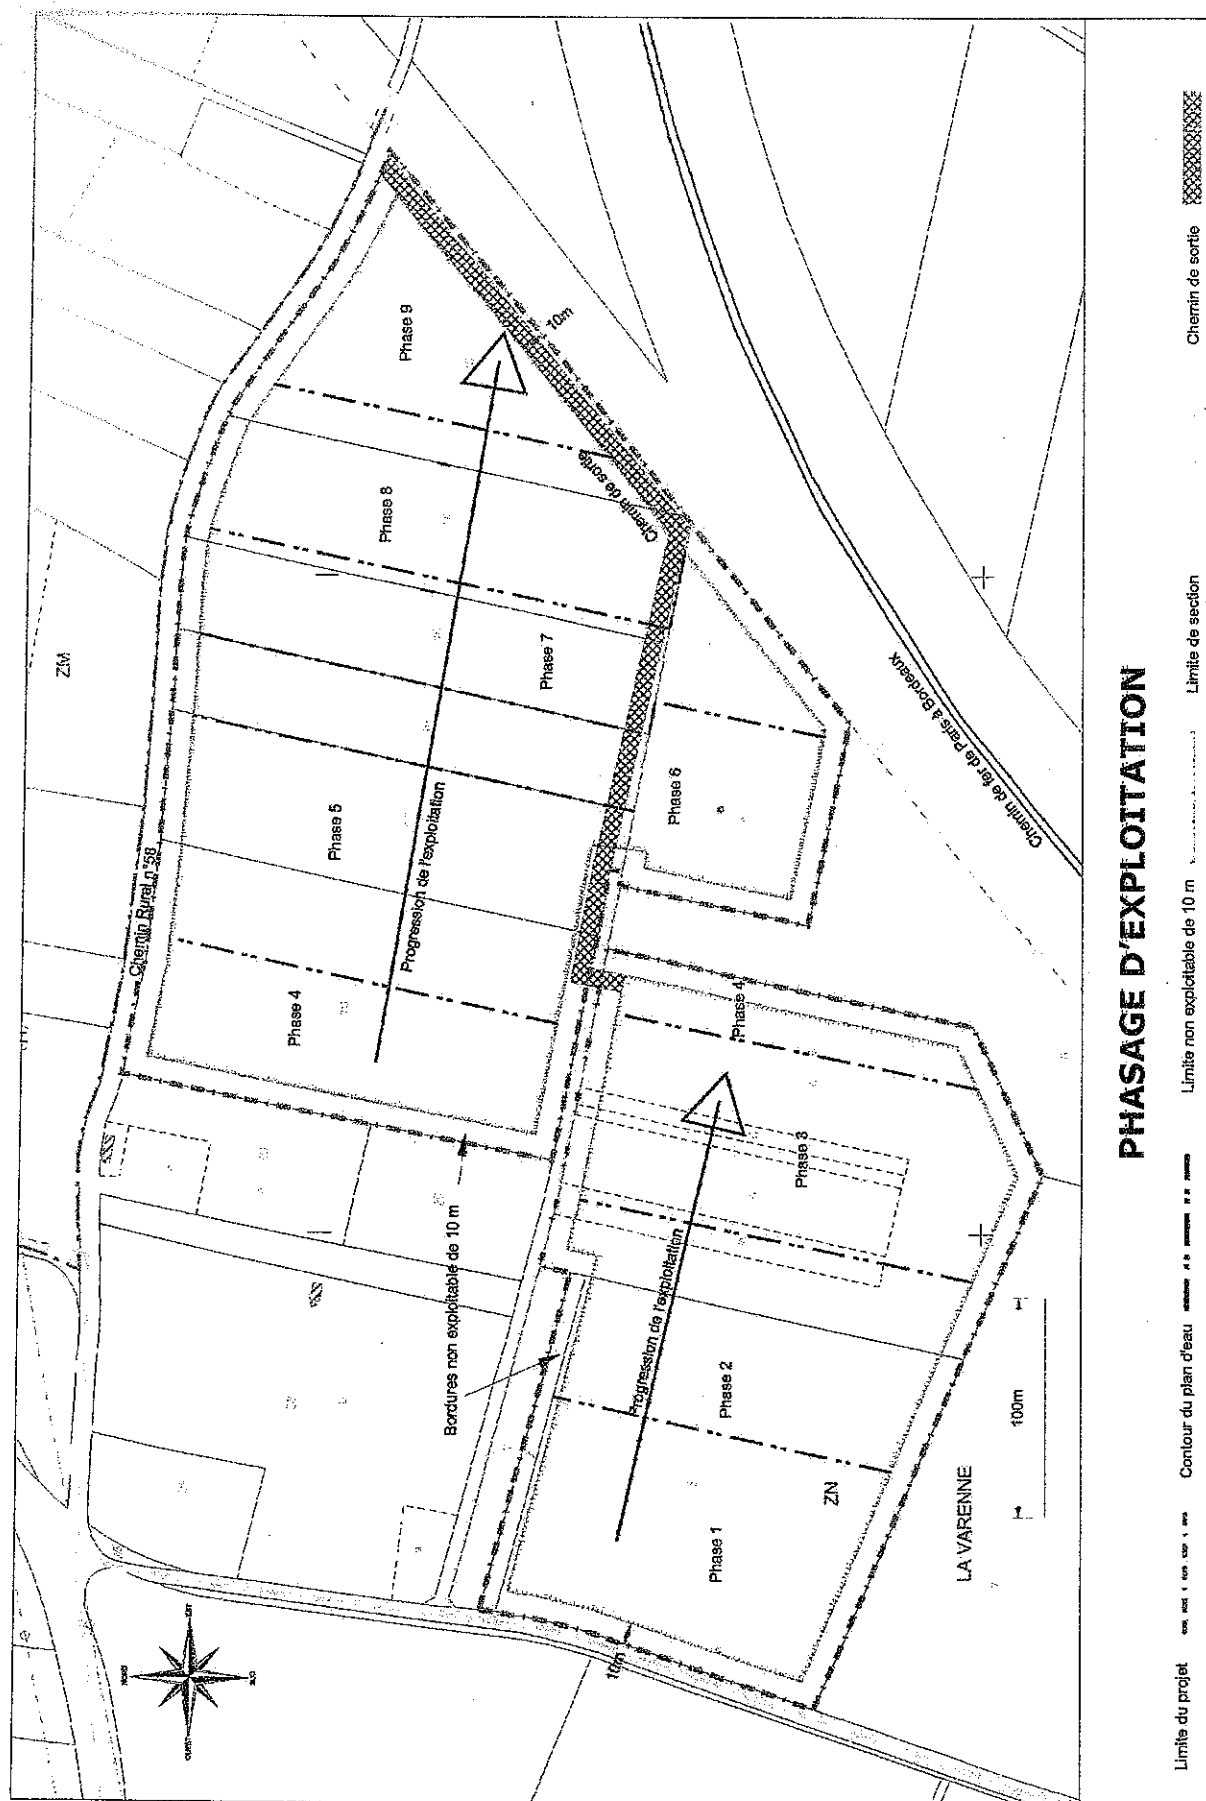 ZM
Chemin Rural n°58
Phase 9
10m
Phase 8
Chemin de sortie
Phase 7
Phase 5
Phase 6
Progression de l'exploitation
Phase 4
Chemin de fer de Paris à Bordeaux
Phase 4
Phase 3
Bordures non exploitable de 10 m
Progression de l'exploitation
Phase 2
Phase 1
ZN
LA VARENNE
100m
10m
PHASAGE D'EXPLOITATION
Limite du projet
Contour du plan d'eau
Limite non exploitable de 10 m
Limite de section
Chemin de sortie